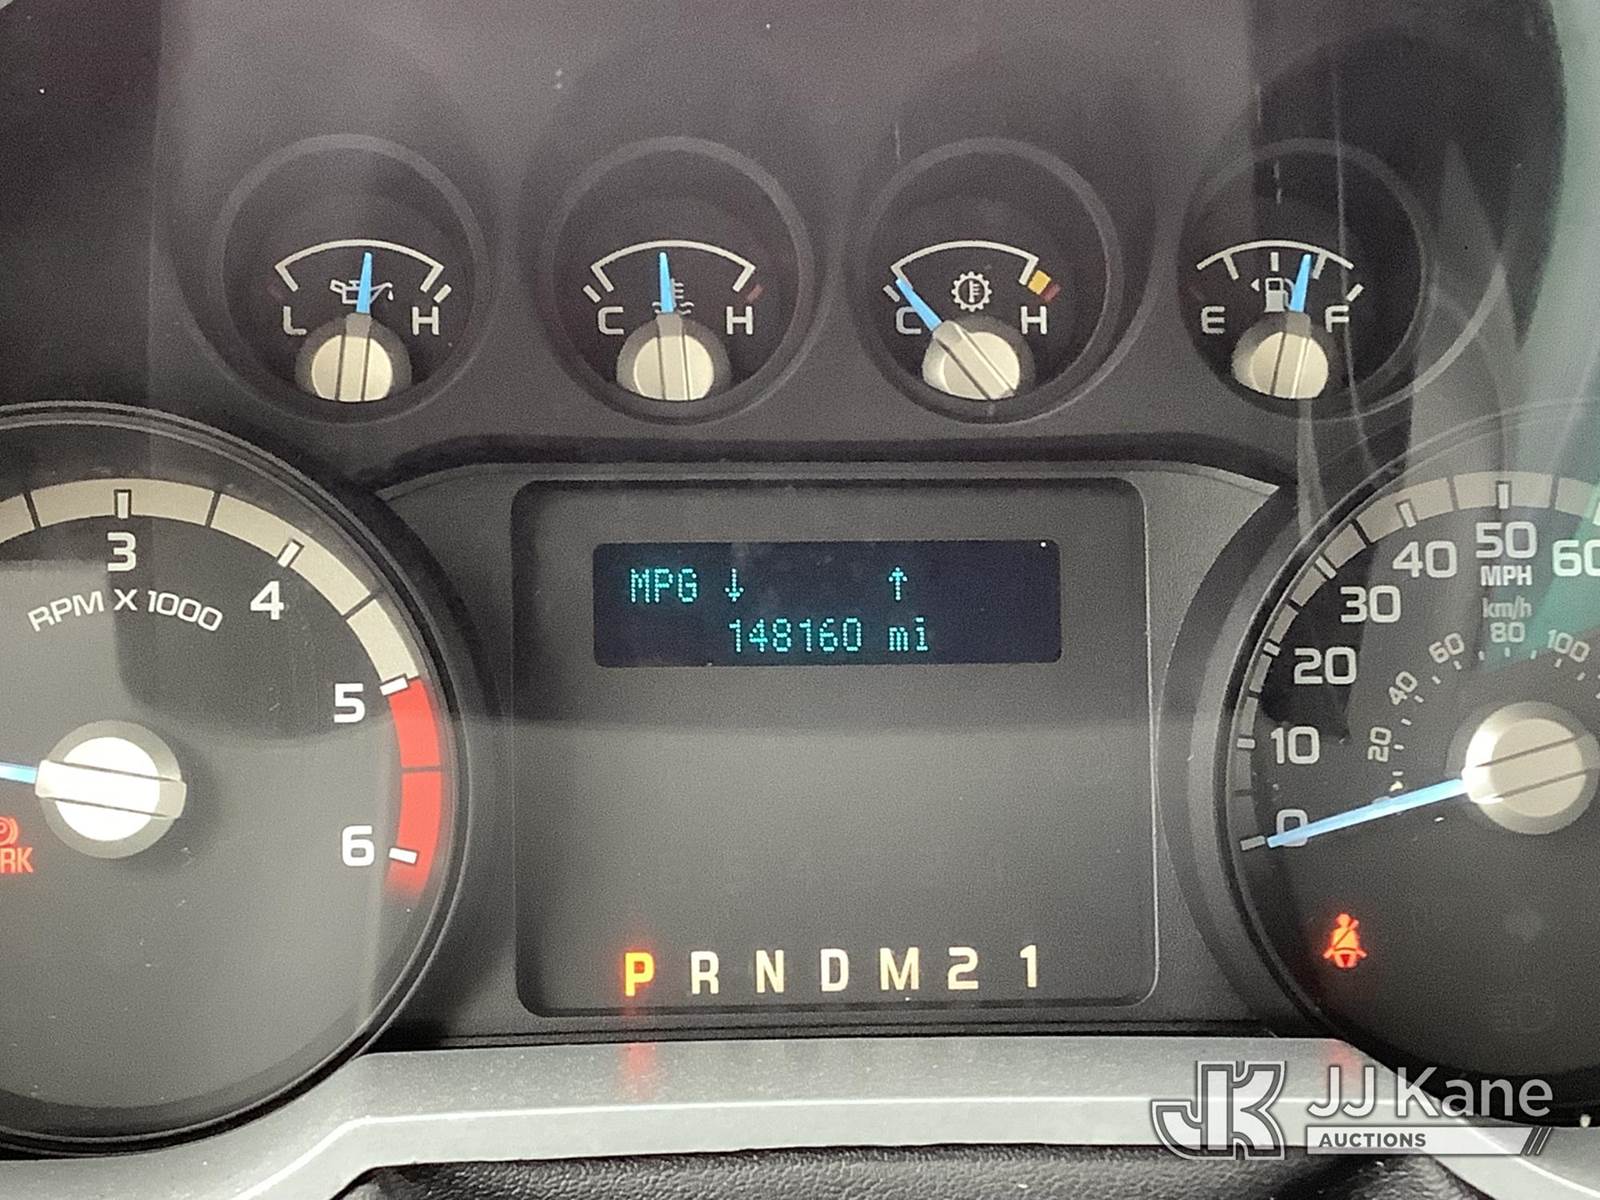 L H
C H
C H
E F
3
4
5
6
RPM X 1000
MPG ↓ ↑
148160 mi
P R N D M 2 1
0
10
20
30
40
50
60
MPH
km/h
20
40
60
80
100
JK JJ Kane
AUCTIONS